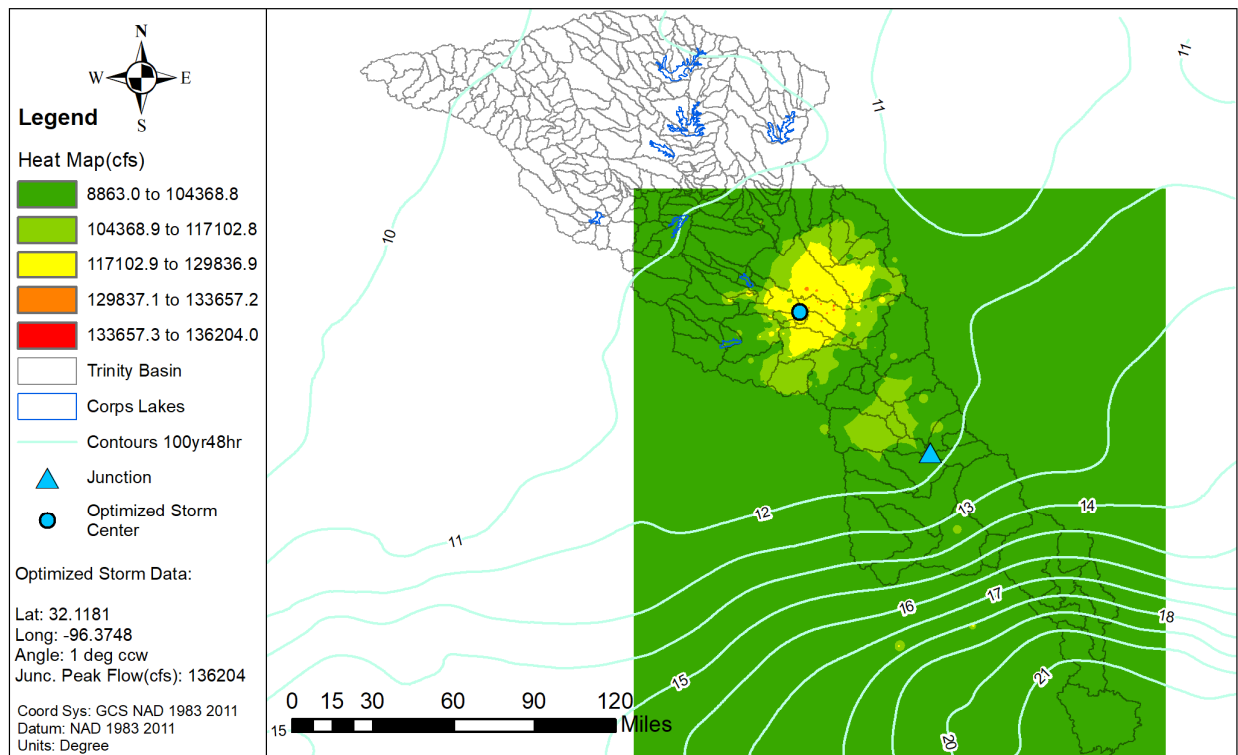 N
W E
S
Legend
Heat Map(cfs)
8863.0 to 104368.8
104368.9 to 117102.8
117102.9 to 129836.9
129837.1 to 133657.2
133657.3 to 136204.0
Trinity Basin
Corps Lakes
Contours 100yr48hr
Junction
Optimized Storm
Center
Optimized Storm Data:
Lat: 32.1181
Long: -96.3748
Angle: 1 deg ccw
Junc. Peak Flow(cfs): 136204
Coord Sys: GCS NAD 1983 2011
Datum: NAD 1983 2011
Units: Degree
11
11
10
12
13
14
11
16
17
18
15
21
20
15
0 15 30 60 90 120
Miles